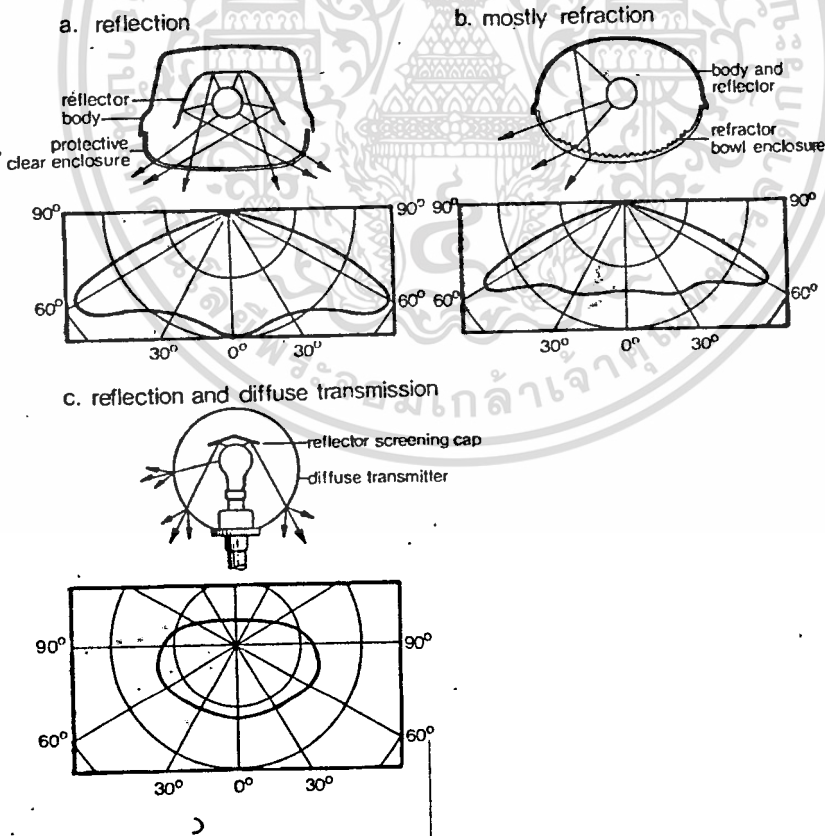 a. reflection
reflector
body
protective
clear enclosure
90° 90°
60° 60°
30° 0° 30°
b. mostly refraction
body and
reflector
refractor
bowl enclosure
90° 90°
60° 60°
30° 0° 30°
c. reflection and diffuse transmission
reflector screening cap
diffuse transmitter
90° 90°
60° 60°
30° 0° 30°